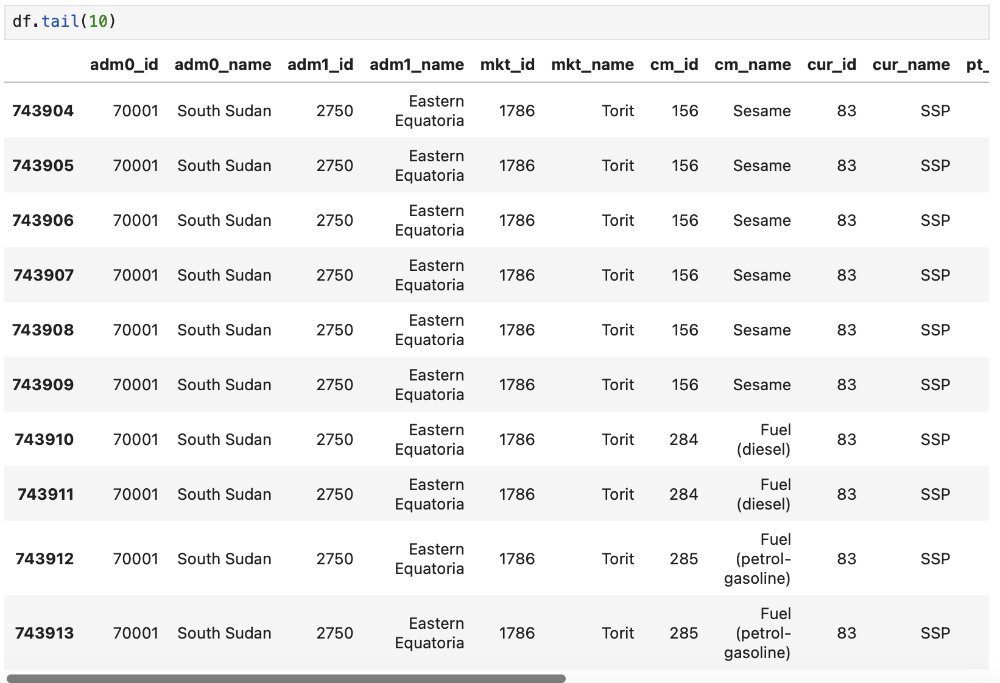 df.tail(10)
adm0_id adm0_name adm1_id adm1_name mkt_id mkt_name cm_id cm_name cur_id cur_name pt_
743904 70001 South Sudan 2750 Eastern Equatoria 1786 Torit 156 Sesame 83 SSP
743905 70001 South Sudan 2750 Eastern Equatoria 1786 Torit 156 Sesame 83 SSP
743906 70001 South Sudan 2750 Eastern Equatoria 1786 Torit 156 Sesame 83 SSP
743907 70001 South Sudan 2750 Eastern Equatoria 1786 Torit 156 Sesame 83 SSP
743908 70001 South Sudan 2750 Eastern Equatoria 1786 Torit 156 Sesame 83 SSP
743909 70001 South Sudan 2750 Eastern Equatoria 1786 Torit 156 Sesame 83 SSP
743910 70001 South Sudan 2750 Eastern Equatoria 1786 Torit 284 Fuel (diesel) 83 SSP
743911 70001 South Sudan 2750 Eastern Equatoria 1786 Torit 284 Fuel (diesel) 83 SSP
743912 70001 South Sudan 2750 Eastern Equatoria 1786 Torit 285 Fuel (petrol-gasoline) 83 SSP
743913 70001 South Sudan 2750 Eastern Equatoria 1786 Torit 285 Fuel (petrol-gasoline) 83 SSP